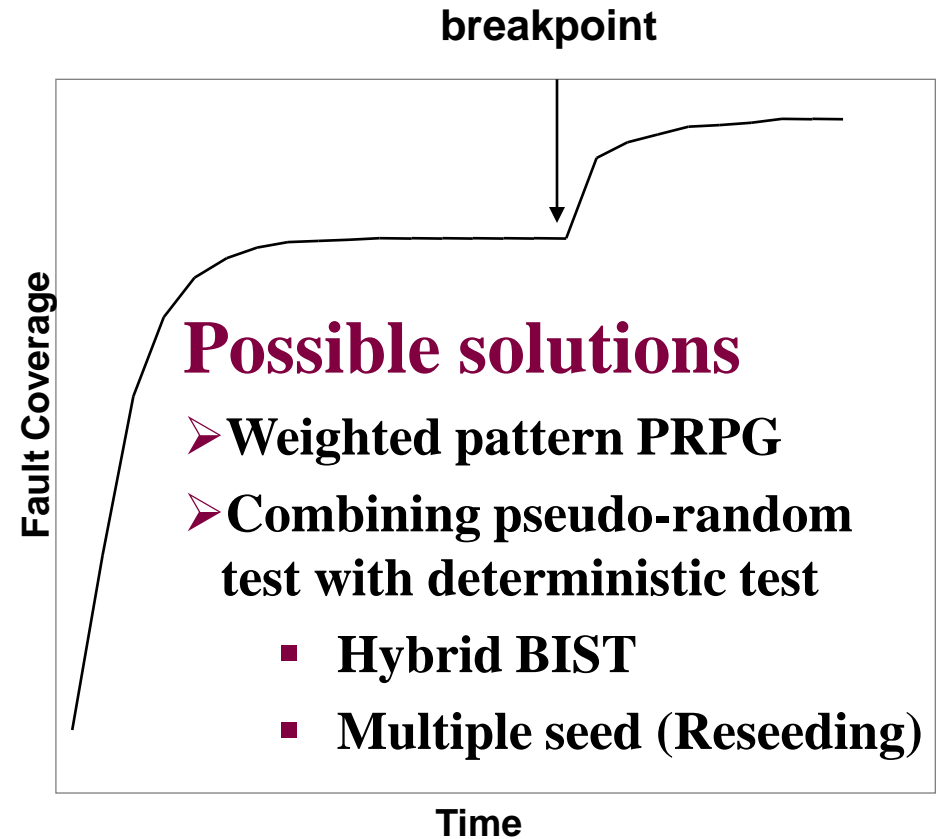 breakpoint
Fault Coverage
Possible solutions
➢Weighted pattern PRPG
➢Combining pseudo-random
test with deterministic test
▪ Hybrid BIST
▪ Multiple seed (Reseeding)
Time